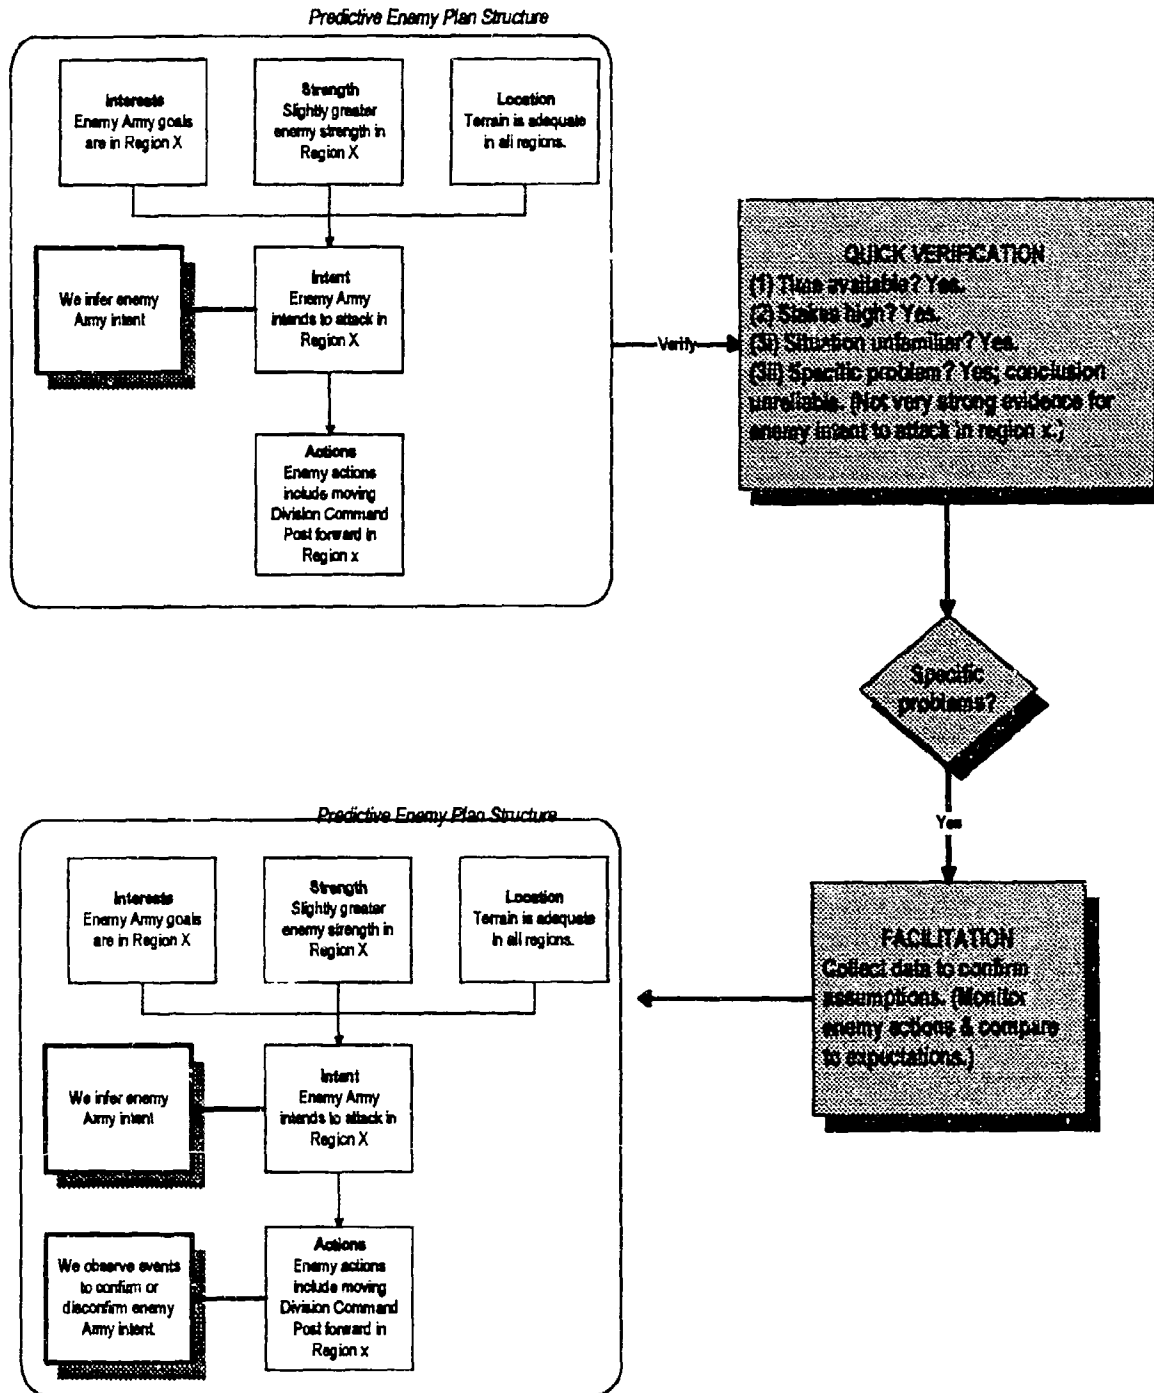 Predictive Enemy Plan Structure
Interests
Enemy Army goals
are in Region X
Strength
Slightly greater
enemy strength in
Region X
Location
Terrain is adequate
in all regions.
We infer enemy
Army intent
Intent
Enemy Army
intends to attack in
Region X
Actions
Enemy actions
include moving
Division Command
Post forward in
Region x
Verify
QUICK VERIFICATION
(1) Time available? Yes.
(2) Stakes high? Yes.
(3i) Situation unfamiliar? Yes.
(3ii) Specific problem? Yes; conclusion
unreliable. (Not very strong evidence for
enemy intent to attack in region x.)
Specific
problems?
Yes
FACILITATION
Collect data to confirm
assumptions. (Monitor
enemy actions & compare
to expectations.)
Predictive Enemy Plan Structure
Interests
Enemy Army goals
are in Region X
Strength
Slightly greater
enemy strength in
Region X
Location
Terrain is adequate
in all regions.
We infer enemy
Army intent
Intent
Enemy Army
intends to attack in
Region X
We observe events
to confirm or
disconfirm enemy
Army intent.
Actions
Enemy actions
include moving
Division Command
Post forward in
Region x